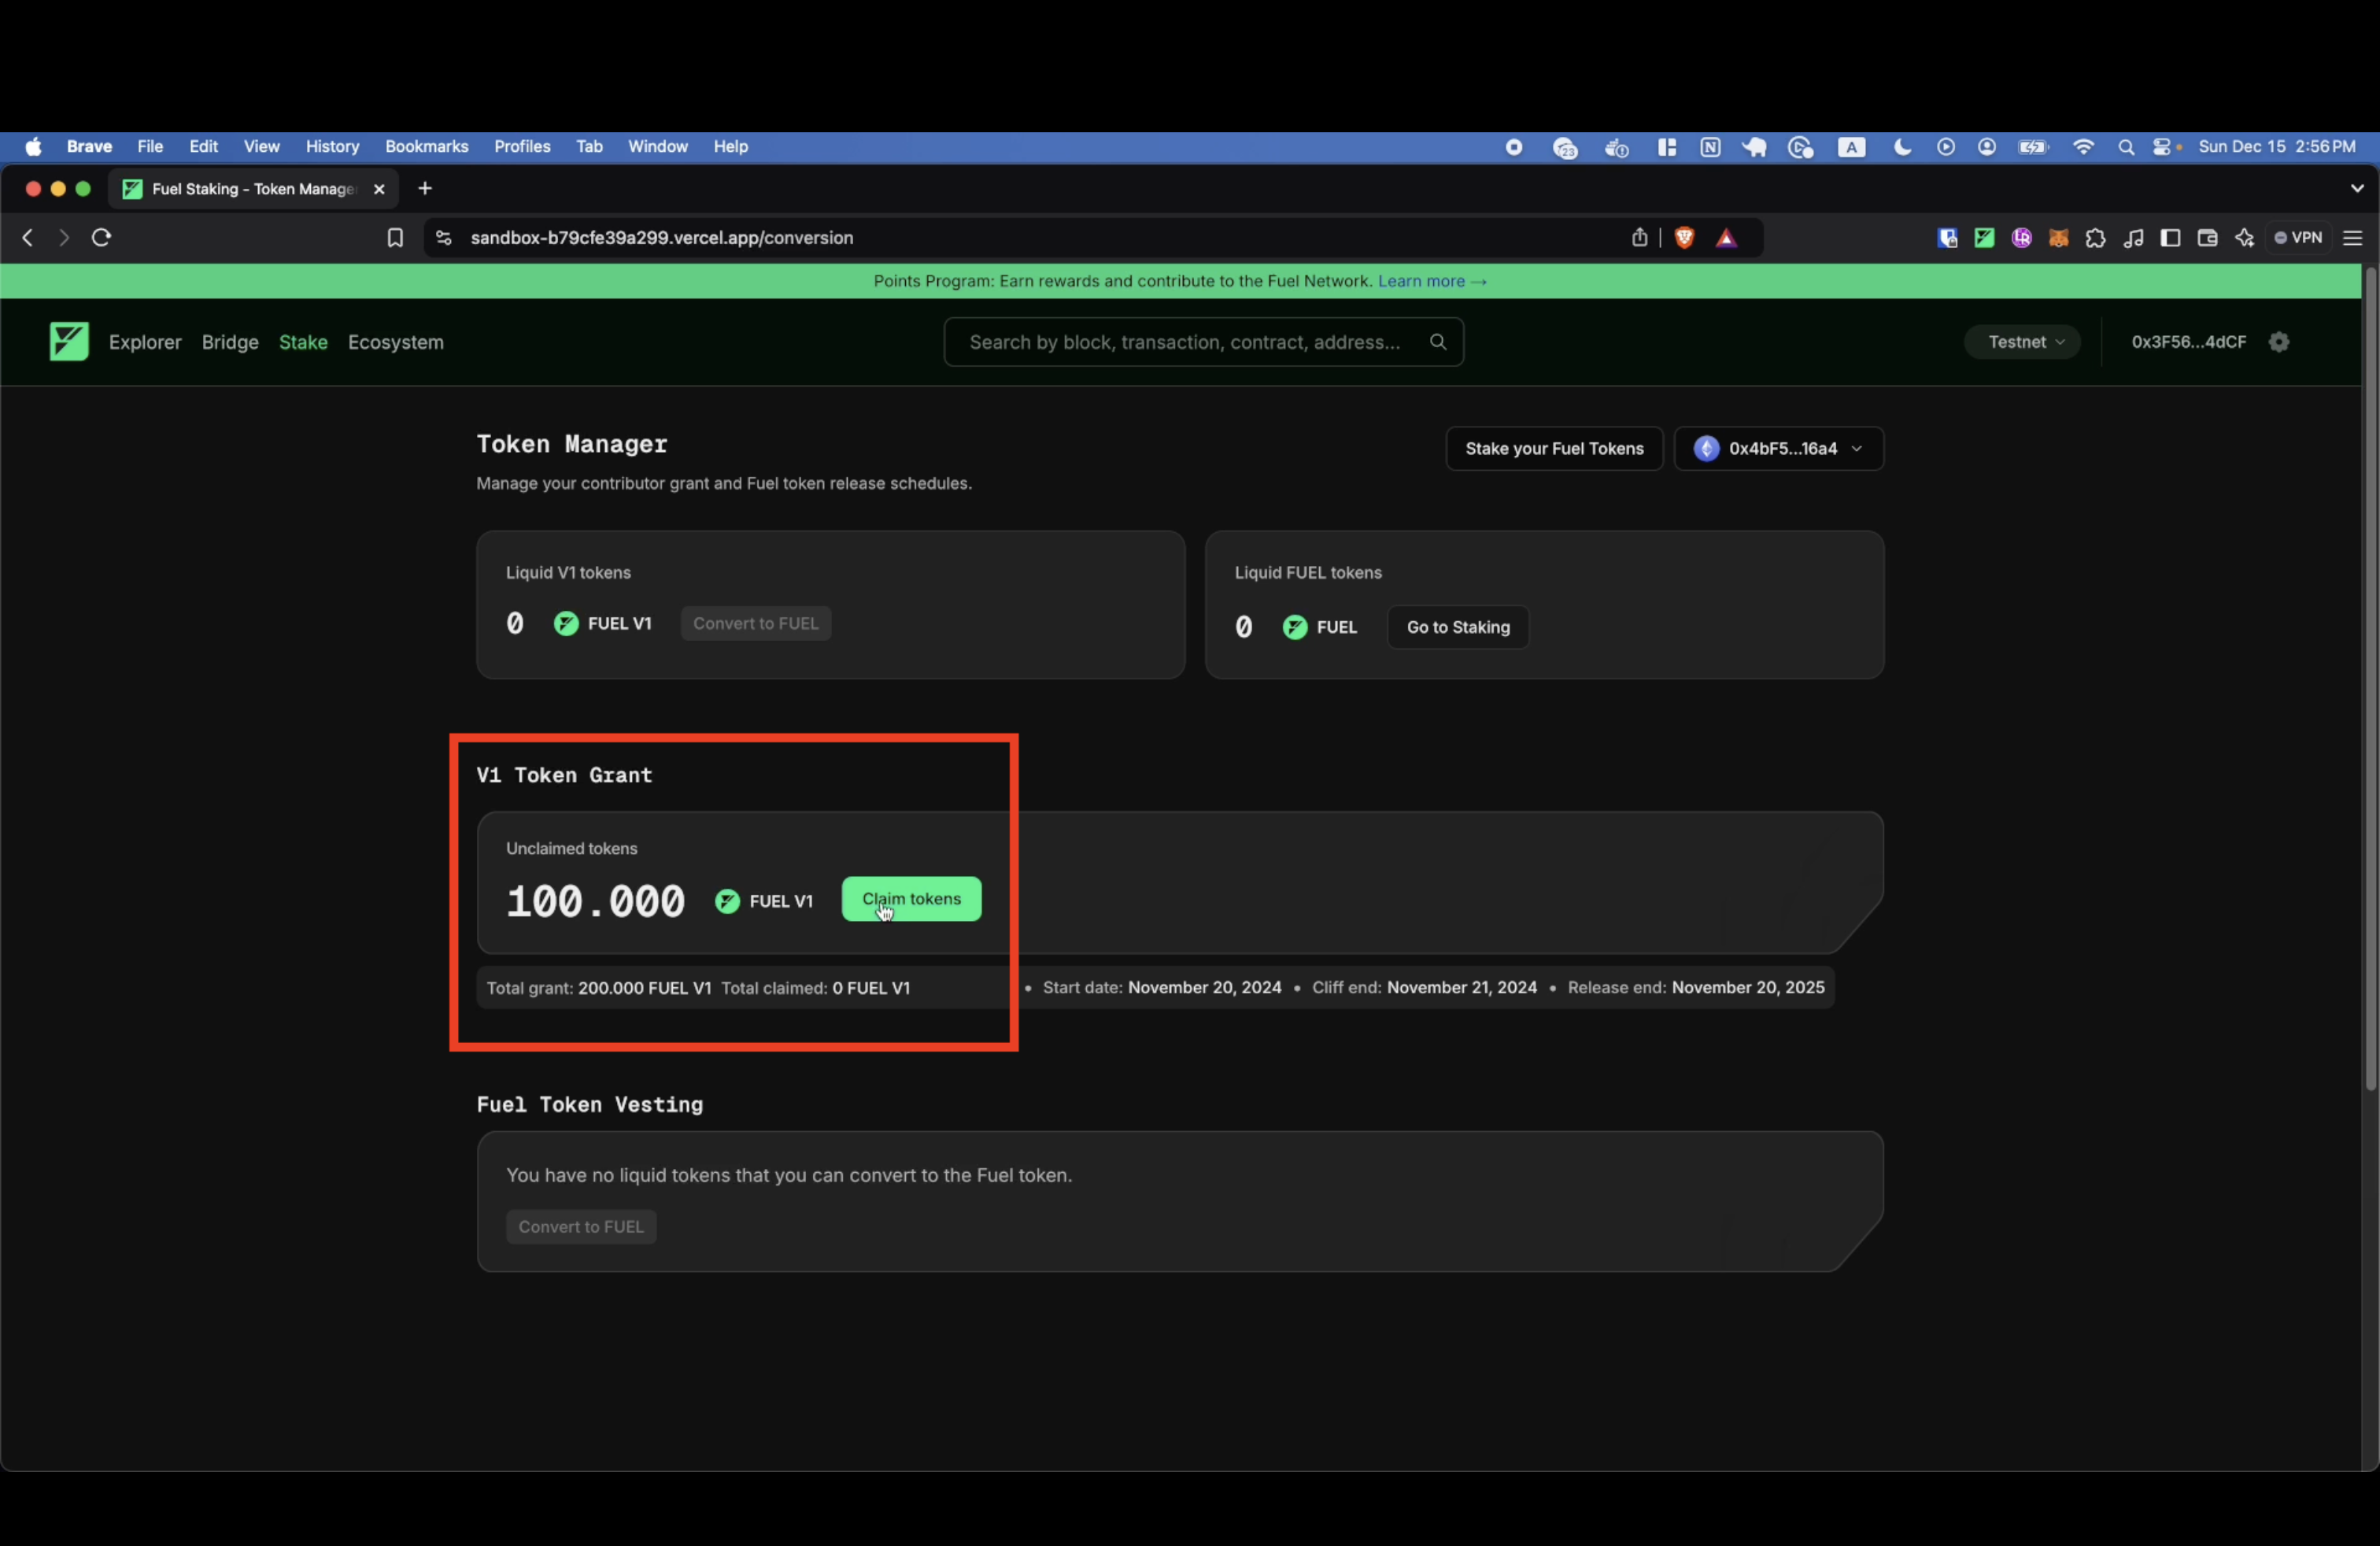 Brave File Edit View History Bookmarks Profiles Tab Window Help 23 N A Sun Dec 15 2:56 PM
Fuel Staking - Token Manage
sandbox-b79cfe39a299.vercel.app/conversion VPN
Points Program: Earn rewards and contribute to the Fuel Network. Learn more →
Explorer Bridge Stake Ecosystem Search by block, transaction, contract, address... Testnet 0x3F56...4dCF
Token Manager Stake your Fuel Tokens 0x4bF5...16a4
Manage your contributor grant and Fuel token release schedules.
Liquid V1 tokens Liquid FUEL tokens
0 FUEL V1 Convert to FUEL 0 FUEL Go to Staking
V1 Token Grant
Unclaimed tokens
100.000 FUEL V1 Claim tokens
Total grant: 200.000 FUEL V1 Total claimed: 0 FUEL V1 • Start date: November 20, 2024 • Cliff end: November 21, 2024 • Release end: November 20, 2025
Fuel Token Vesting
You have no liquid tokens that you can convert to the Fuel token.
Convert to FUEL